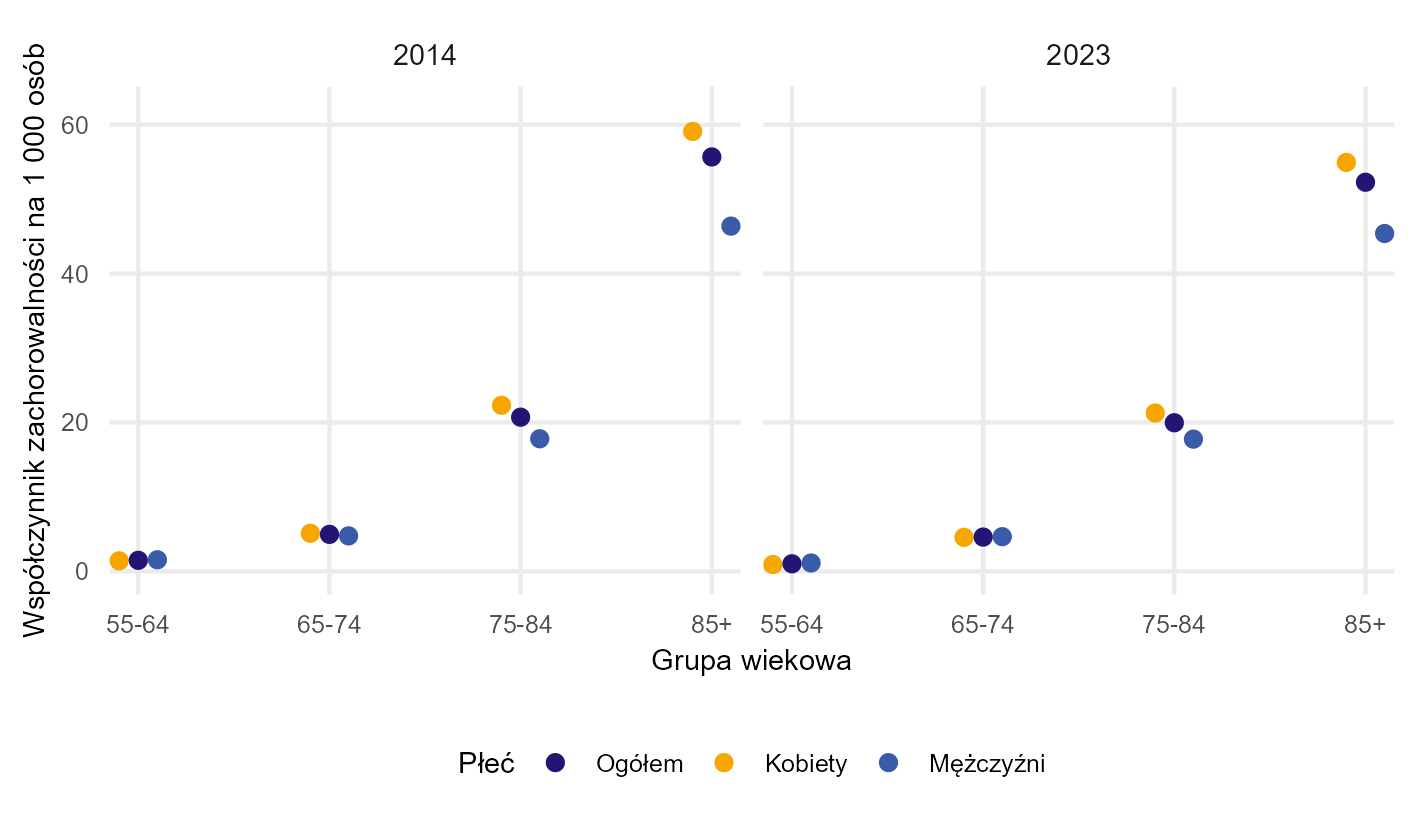 2014
2023
Współczynnik zachorowalności na 1 000 osób
60
40
20
0
55-64
65-74
75-84
85+
55-64
65-74
75-84
85+
Grupa wiekowa
Płeć
Ogółem
Kobiety
Mężczyźni